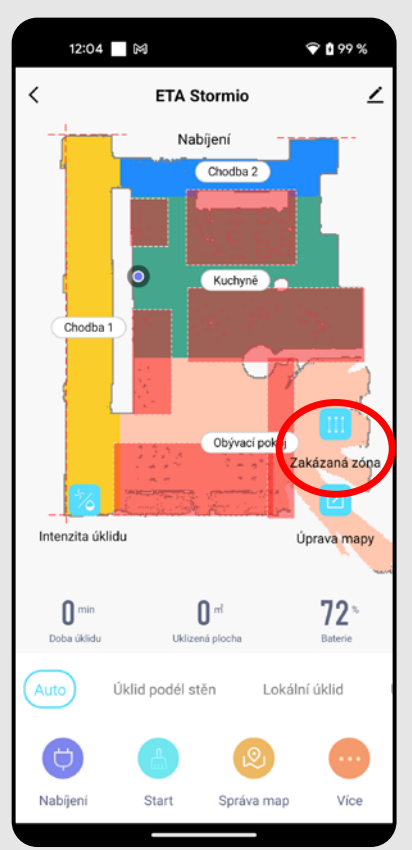 12:04
99 %
ETA Stormio
Nabíjení
Chodba 2
Kuchyně
Chodba 1
Obývací pokoj
Zakázaná zóna
Intenzita úklidu
Úprava mapy
0 min
0 ㎡
72 %
Doba úklidu
Uklizená plocha
Baterie
Auto
Úklid podél stěn
Lokální úklid
Nabíjení
Start
Správa map
Více